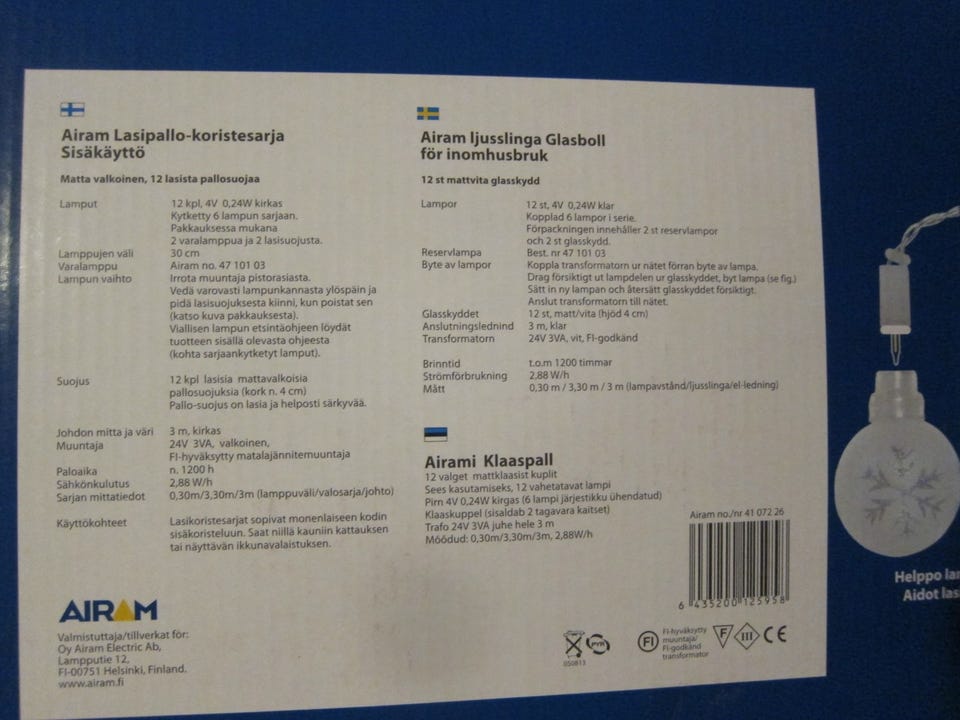 Airam Lasipallo-koristesarja
Sisäkäyttö
Matta valkoinen, 12 lasista pallosuojaa
Lamput 12 kpl, 4V 0,24W kirkas
Kytketty 6 lampun sarjaan.
Pakkauksessa mukana
2 varalamppua ja 2 lasisuojusta.
Lamppujen väli 30 cm
Varalamppu Airam no. 47 101 03
Lampun vaihto Irrota muuntaja pistorasiasta.
Vedä varovasti lampunkannasta ylöspäin ja
pidä lasisuojuksesta kiinni, kun poistat sen
(katso kuva pakkauksesta).
Viallisen lampun etsintäohjeen löydät
tuotteen sisällä olevasta ohjeesta
(kohta sarjaankytketyt lamput).
Suojus 12 kpl lasisia mattavalkoisia
pallosuojuksia (kork n. 4 cm)
Pallo-suojus on lasia ja helposti särkyvää.
Johdon mitta ja väri 3 m, kirkas
Muuntaja 24V 3VA, valkoinen,
FI-hyväksytty matalajännitemuuntaja
Paloaika n. 1200 h
Sähkönkulutus 2,88 W/h
Sarjan mittatiedot 0,30m/3,30m/3m (lamppuväli/valosarja/johto)
Käyttökohteet Lasikoristesarjat sopivat monenlaiseen kodin
sisäkoristeluun. Saat niillä kauniin kattauksen
tai näyttävän ikkunavalaistuksen.
AIRAM
Valmistuttaja/tillverkat för:
Oy Airam Electric Ab,
Lampputie 12,
FI-00751 Helsinki, Finland.
www.airam.fi
Airam ljusslinga Glasboll
för inomhusbruk
12 st mattvita glasskydd
Lampor 12 st, 4V 0,24W klar
Kopplad 6 lampor i serie.
Förpackningen innehåller 2 st reservlampor
och 2 st glasskydd.
Reservlampa Best. nr 47 101 03
Byte av lampor Koppla transformatorn ur nätet förran byte av lampa.
Drag försiktigt ut lampdelen ur glasskyddet, byt lampa (se fig.)
Sätt in ny lampan och återsätt glasskyddet försiktigt.
Anslut transformatorn till nätet.
Glasskyddet 12 st, matt/vita (hjöd 4 cm)
Anslutningslednind 3 m, klar
Transformatorn 24V 3VA, vit, FI-godkänd
Brinntid t.o.m 1200 timmar
Strömförbrukning 2,88 W/h
Mått 0,30 m / 3,30 m / 3 m (lampavstånd/ljusslinga/el-ledning)
Airami Klaaspall
12 valget mattklaasist kuplit
Sees kasutamiseks, 12 vahetatavat lampi
Pirn 4V 0,24W kirgas (6 lampi järjestikku ühendatud)
Klaaskuppel (sisaldab 2 tagavara kaitset)
Trafo 24V 3VA juhe hele 3 m
Möödud: 0,30m/3,30m/3m, 2,88W/h
Airam no./nr 41 072 26
6 435200 125958
050813
PYR
FI
FI-hyväksytty
muuntaja/
FI-godkänd
transformator
F
III
CE
Helppo
Aidot